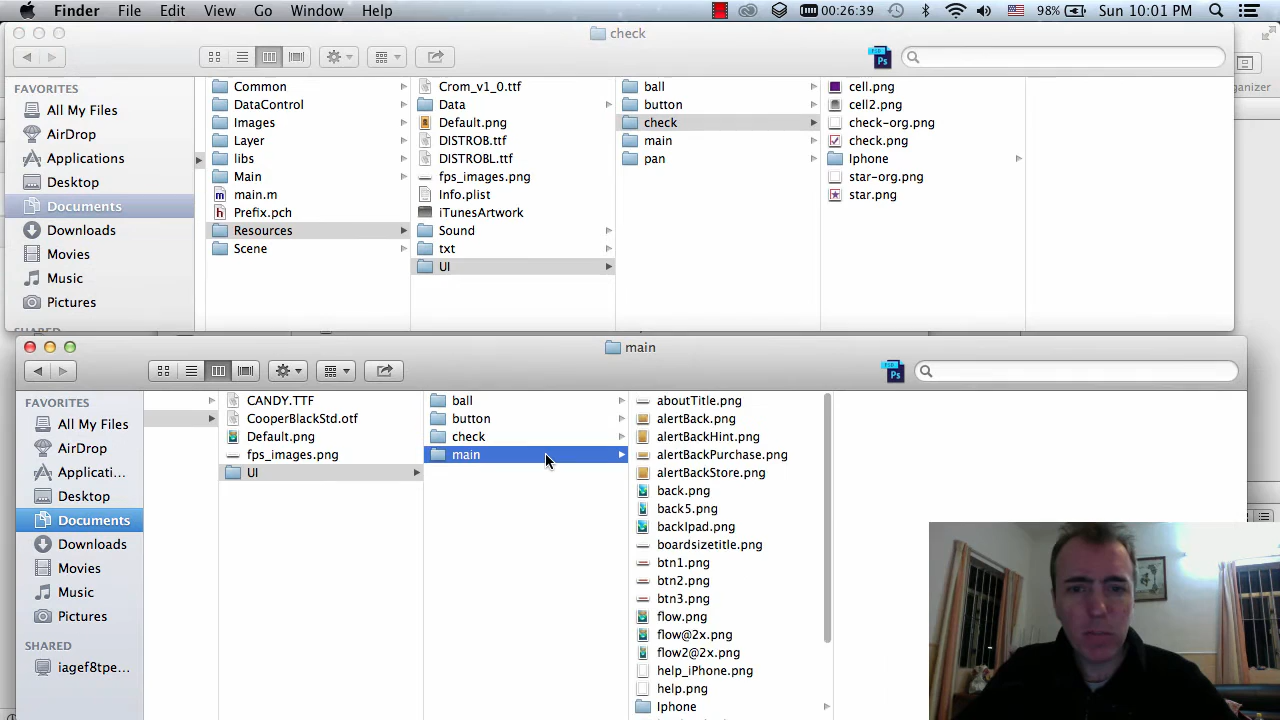 Finder File Edit View Go Window Help 00:26:39 98% Sun 10:01 PM
check
Ps
FAVORITES
All My Files
AirDrop
Applications
Desktop
Documents
Downloads
Movies
Music
Pictures
SHARED
Common
DataControl
Images
Layer
libs
Main
main.m
Prefix.pch
Resources
Scene
Crom_v1_0.ttf
Data
Default.png
DISTROB.ttf
DISTROBL.ttf
fps_images.png
Info.plist
iTunesArtwork
Sound
txt
UI
ball
button
check
main
pan
cell.png
cell2.png
check-org.png
check.png
Iphone
star-org.png
star.png
main
Ps
FAVORITES
All My Files
AirDrop
Applicati...
Desktop
Documents
Downloads
Movies
Music
Pictures
SHARED
iagef8tpe...
CANDY.TTF
CooperBlackStd.otf
Default.png
fps_images.png
UI
ball
button
check
main
aboutTitle.png
alertBack.png
alertBackHint.png
alertBackPurchase.png
alertBackStore.png
back.png
back5.png
backIpad.png
boardsizetitle.png
btn1.png
btn2.png
btn3.png
flow.png
flow@2x.png
flow2@2x.png
help_iPhone.png
help.png
Iphone